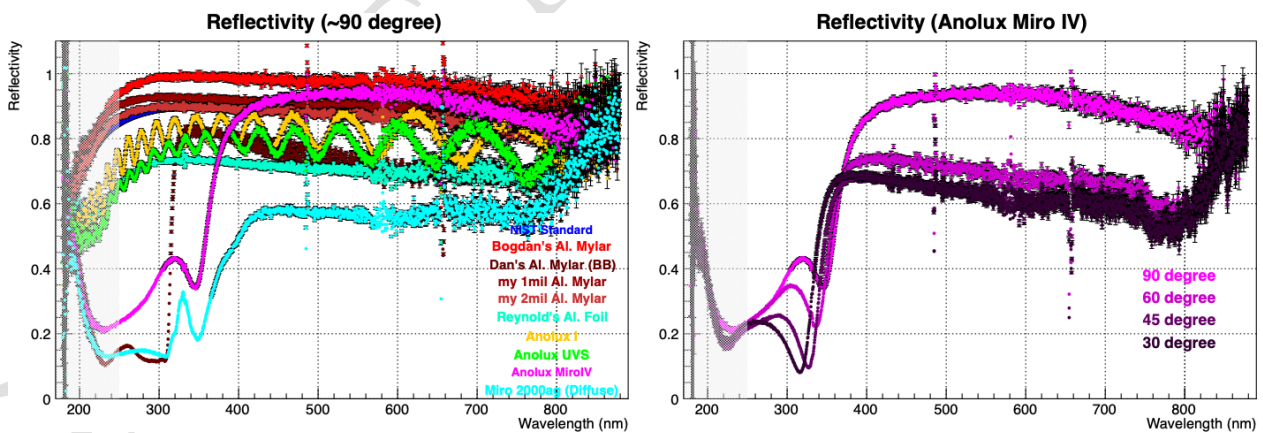 Reflectivity (~90 degree)
Reflectivity
1
0.8
0.6
0.4
0.2
0
200 300 400 500 600 700 800
Wavelength (nm)
NIST Standard
Bogdan's Al. Mylar
Dan's Al. Mylar (BB)
my 1mil Al. Mylar
my 2mil Al. Mylar
Reynold's Al. Foil
Anolux I
Anolux UVS
Anolux MiroIV
Miro 2000ag (Diffuse)
Reflectivity (Anolux Miro IV)
Reflectivity
1
0.8
0.6
0.4
0.2
0
200 300 400 500 600 700 800
Wavelength (nm)
90 degree
60 degree
45 degree
30 degree